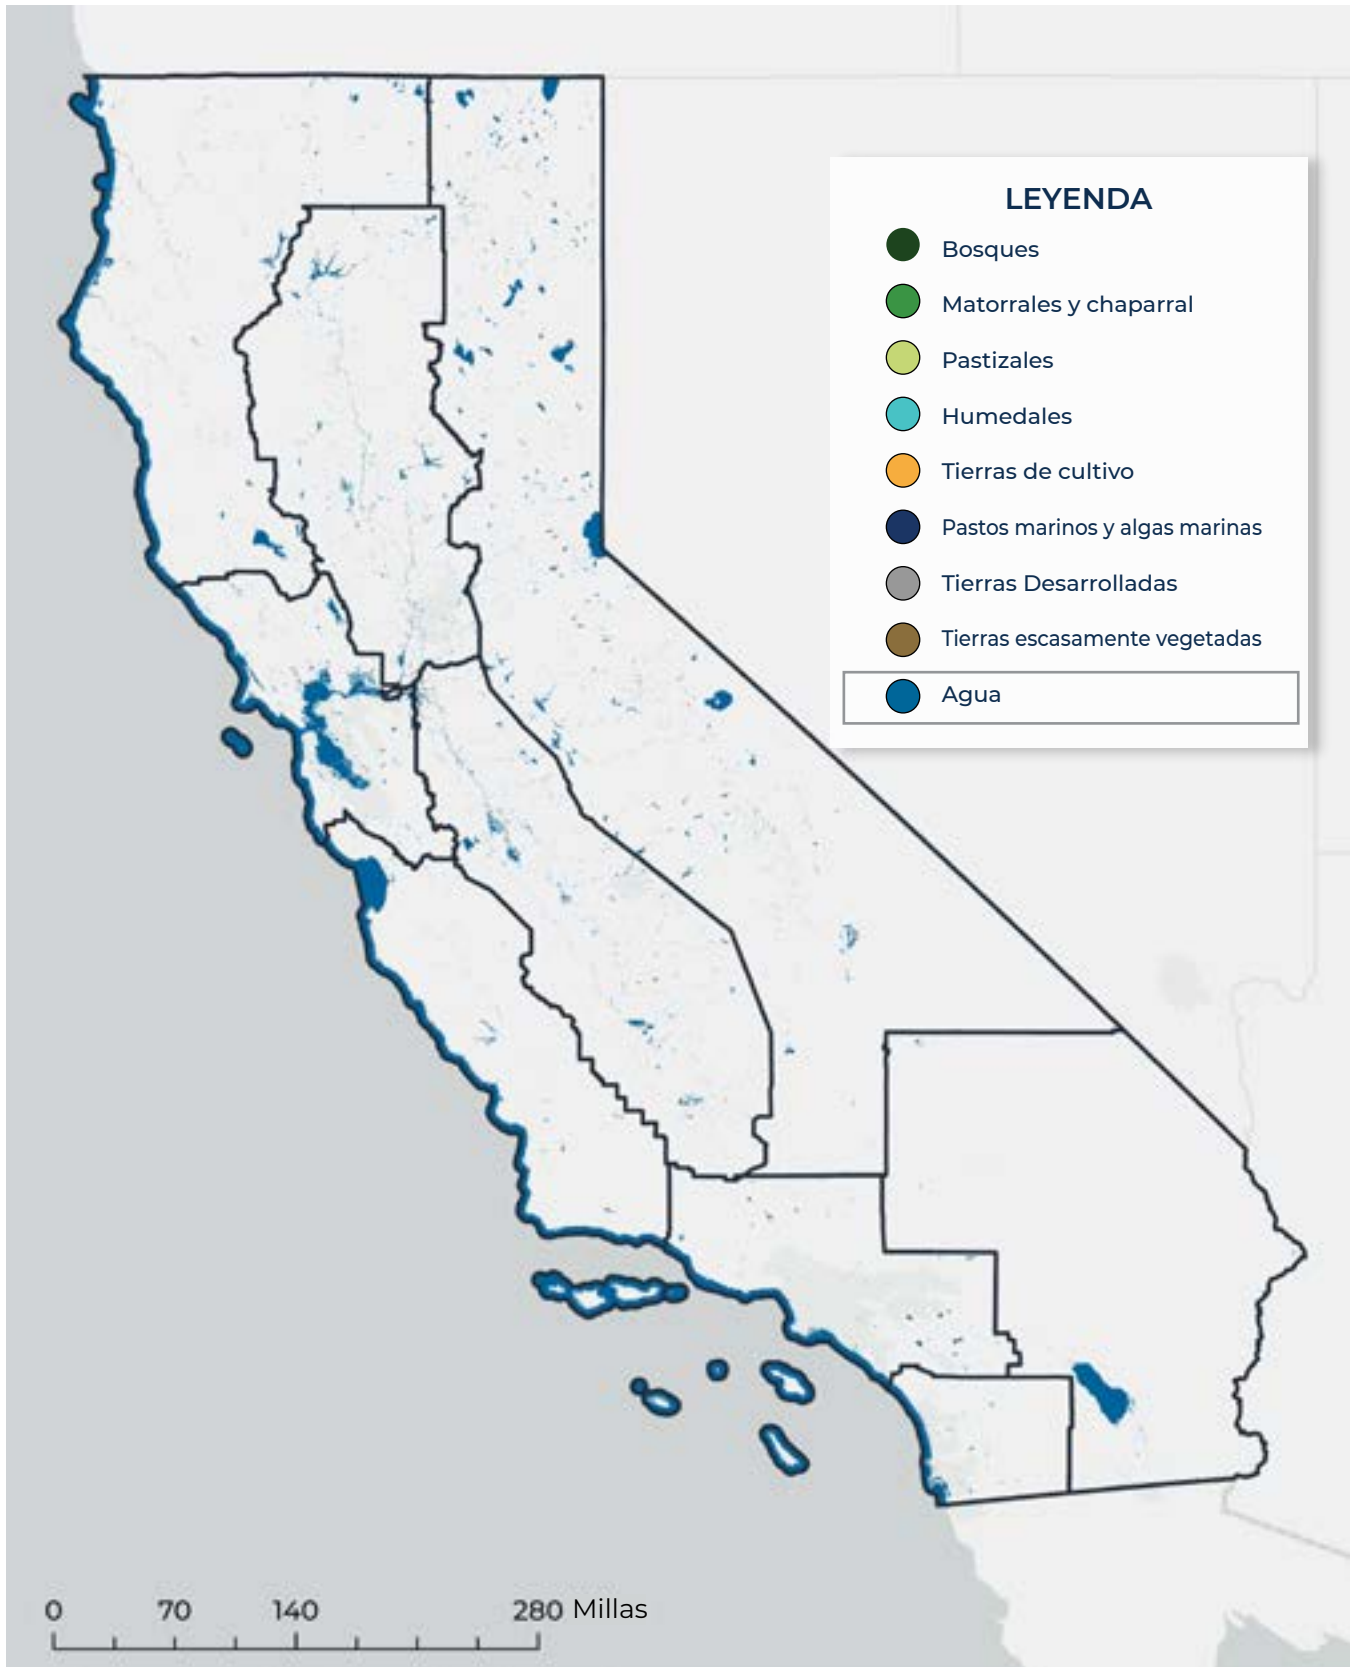 LEYENDA
Bosques
Matorrales y chaparral
Pastizales
Humedales
Tierras de cultivo
Pastos marinos y algas marinas
Tierras Desarrolladas
Tierras escasamente vegetadas
Agua
0 70 140 280 Millas